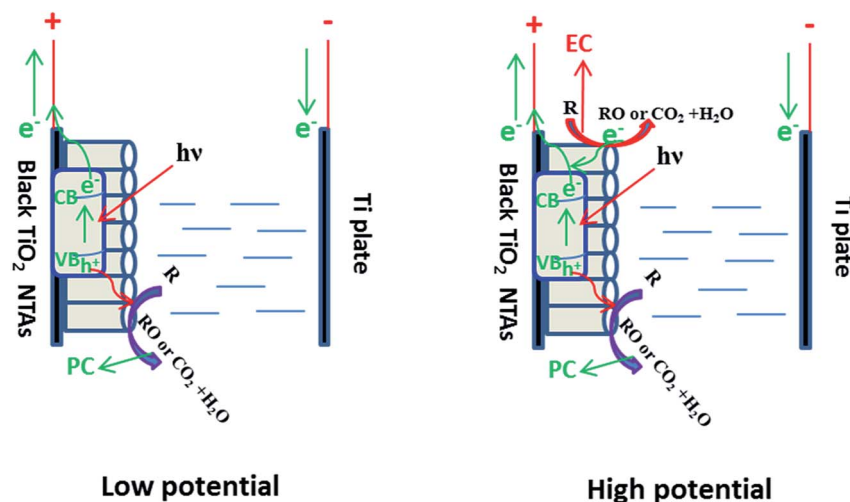 +
-
e⁻
e⁻
hν
Black TiO₂ NTAs
CB
e⁻
VB
h⁺
Ti plate
R
RO or CO₂ +H₂O
PC
Low potential
+
-
EC
R
RO or CO₂ +H₂O
e⁻
e⁻
e⁻
hν
Black TiO₂ NTAs
CB
e⁻
VB
h⁺
Ti plate
R
RO or CO₂ +H₂O
PC
High potential